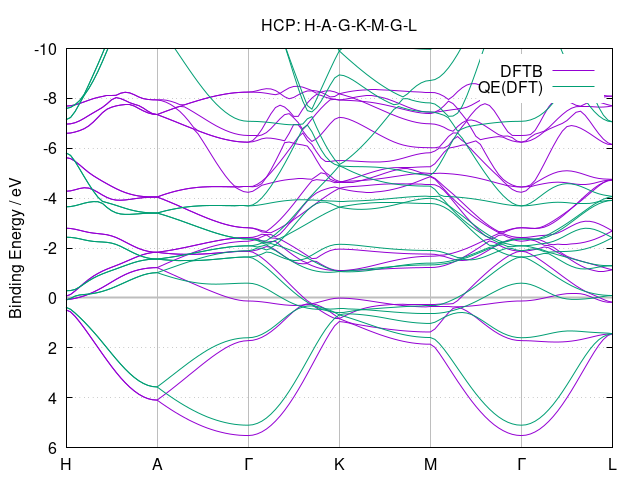 HCP: H-A-G-K-M-G-L
Binding Energy / eV
-10
-8
-6
-4
-2
0
2
4
6
DFTB
QE(DFT)
H A Γ K M Γ L